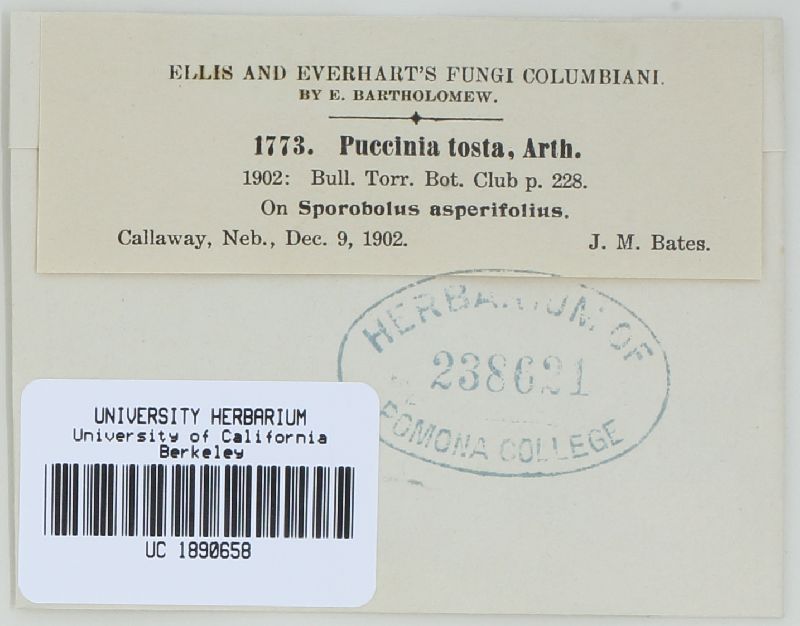 ELLIS AND EVERHART'S FUNGI COLUMBIANI.
BY E. BARTHOLOMEW.
1773. Puccinia tosta, Arth.
1902: Bull. Torr. Bot. Club p. 228.
On Sporobolus asperifolius.
Callaway, Neb., Dec. 9, 1902. J. M. Bates.
HERBARIUM OF
238621
POMONA COLLEGE
UNIVERSITY HERBARIUM
University of California
Berkeley
UC 1890658